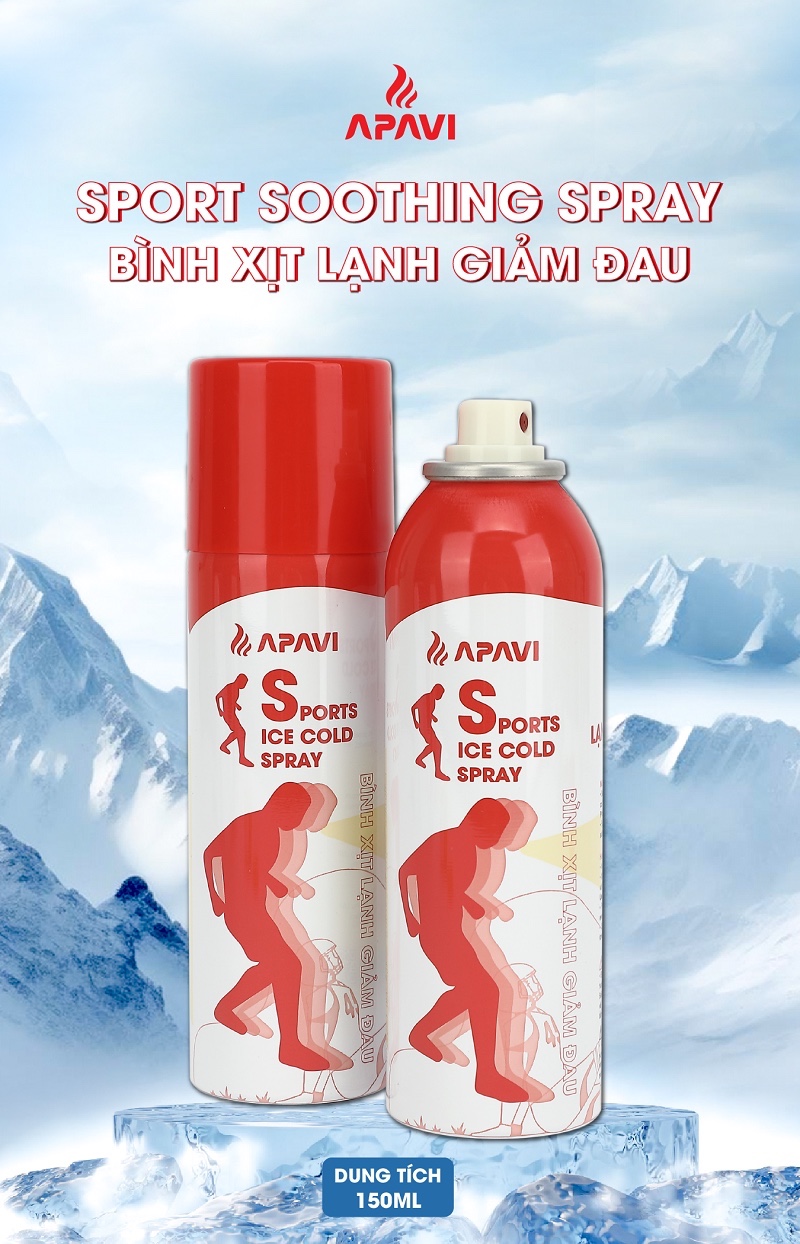 APAVI
SPORT SOOTHING SPRAY
BÌNH XỊT LẠNH GIẢM ĐAU
APAVI
SPORTS
ICE COLD
SPRAY
BÌNH XỊT LẠNH GIẢM ĐAU
APAVI
SPORTS
ICE COLD
SPRAY
BÌNH XỊT LẠNH GIẢM ĐAU
DUNG TÍCH
150ML